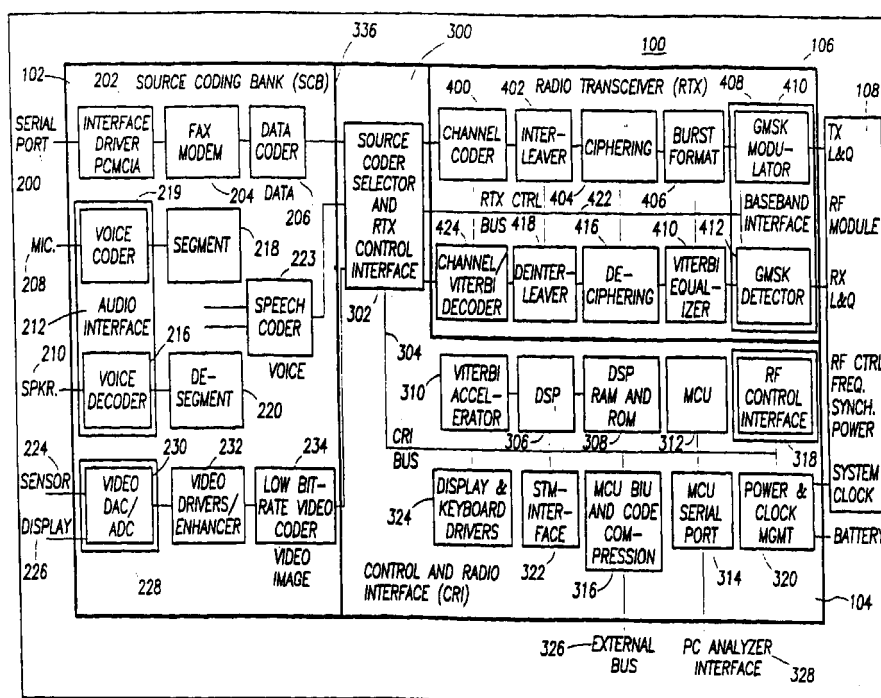 336
300
100
106
102
202
SOURCE CODING BANK (SCB)
400
402
RADIO TRANSCEIVER (RTX)
408
410
108
SERIAL
PORT
200
INTERFACE
DRIVER
PCMCIA
FAX
MODEM
DATA
CODER
204
DATA
206
SOURCE
CODER
SELECTOR
AND
RTX
CONTROL
INTERFACE
302
CHANNEL
CODER
INTER-
LEAVER
CIPHERING
BURST
FORMAT
GMSK
MODU-
LATOR
TX
L&Q
RTX CTRL
BUS
404
422
406
BASEBAND
INTERFACE
RF
MODULE
219
MIC.
208
VOICE
CODER
SEGMENT
218
223
424
418
416
410
412
CHANNEL/
VITERBI
DECODER
DEINTER-
LEAVER
DE-
CIPHERING
VITERBI
EQUAL-
IZER
GMSK
DETECTOR
RX
L&Q
212
AUDIO
INTERFACE
216
SPEECH
CODER
VOICE
210
SPKR.
VOICE
DECODER
DE-
SEGMENT
220
304
310
VITERBI
ACCEL-
ERATOR
DSP
306
DSP
RAM AND
ROM
308
MCU
312
RF
CONTROL
INTERFACE
318
RF CTRL
FREQ.
SYNCH.
POWER
CRI
BUS
224
SENSOR
DISPLAY
226
230
232
234
VIDEO
DAC/
ADC
VIDEO
DRIVERS/
ENHANCER
LOW BIT-
RATE VIDEO
CODER
VIDEO
IMAGE
228
324
DISPLAY &
KEYBOARD
DRIVERS
STM-
INTER-
FACE
322
MCU BIU
AND CODE
COM-
PRESSION
316
MCU
SERIAL
PORT
314
POWER &
CLOCK
MGMT
320
SYSTEM
CLOCK
BATTERY
CONTROL AND RADIO
INTERFACE (CRI)
104
326
EXTERNAL
BUS
PC ANALYZER
INTERFACE
328